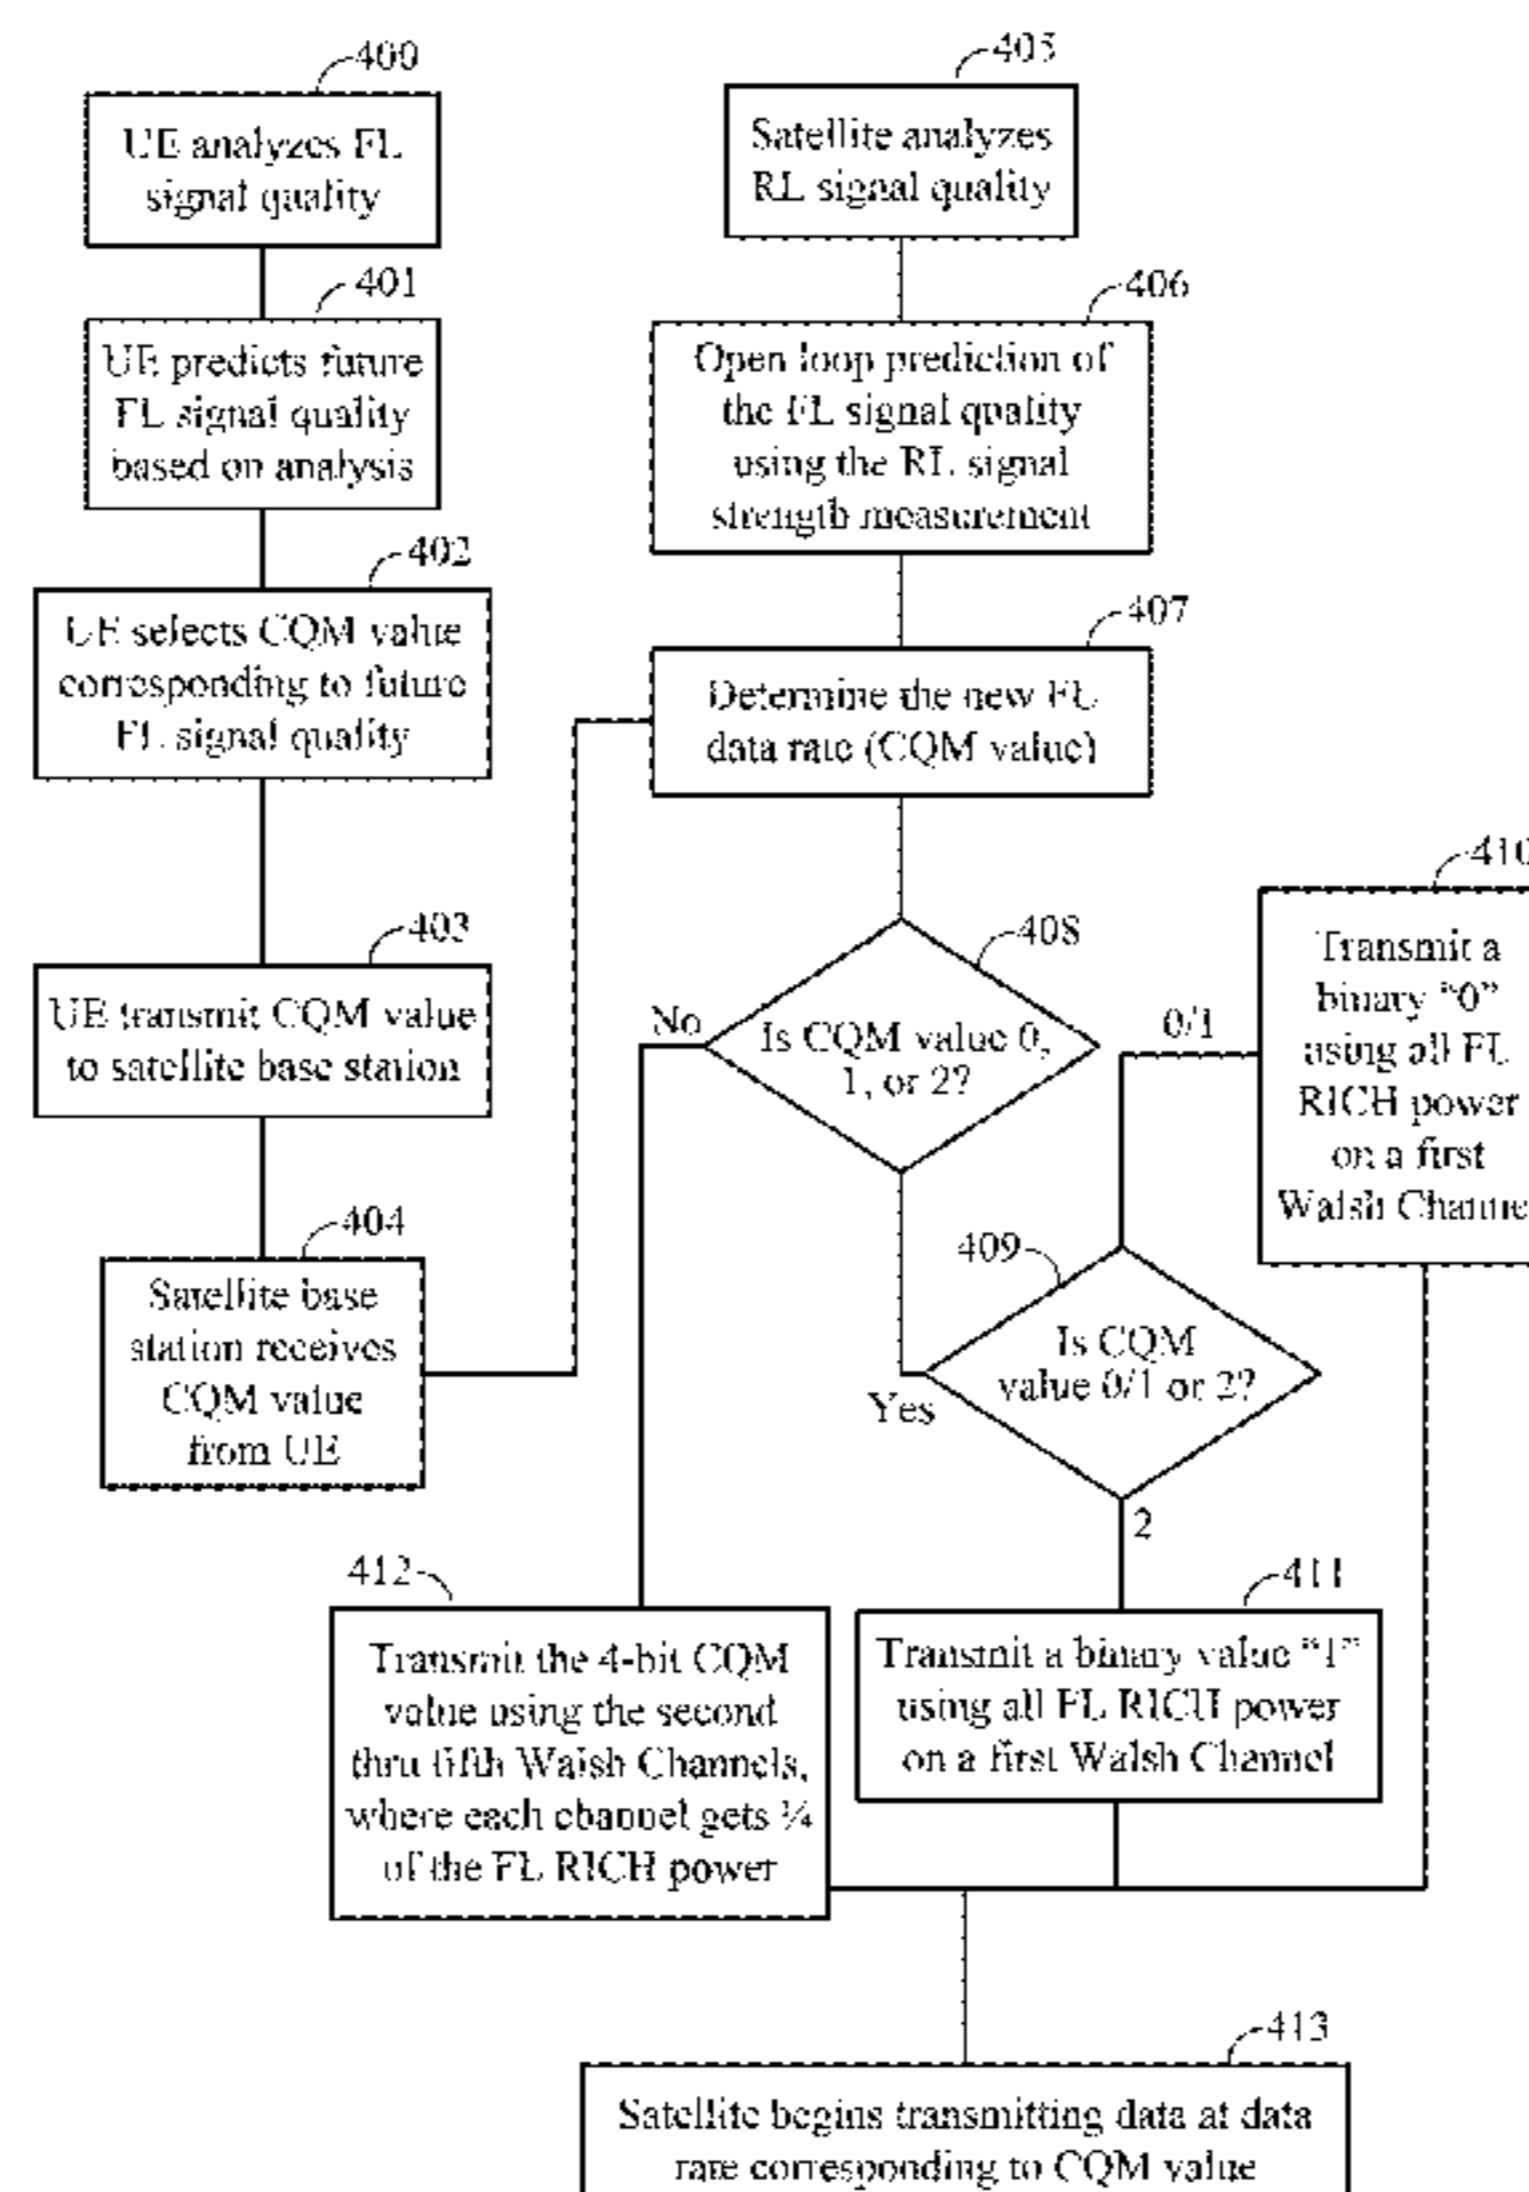 400
UE analyzes FL
signal quality
401
UE predicts future
FL signal quality
based on analysis
402
UE selects CQM value
corresponding to future
FL signal quality
403
UE transmit CQM value
to satellite base station
404
Satellite base
station receives
CQM value
from UE
405
Satellite analyzes
RL signal quality
406
Open loop prediction of
the FL signal quality
using the RL signal
strength measurement
407
Determine the new FL
data rate (CQM value)
408
Is CQM value 0,
1, or 2?
No
Yes
409
Is CQM
value 0/1 or 2?
0/1
2
410
Transmit a
binary “0”
using all FL
RICH power
on a first
Walsh Channe
411
Transmit a binary value “1”
using all FL RICH power
on a first Walsh Channel
412
Transmit the 4-bit CQM
value using the second
thru fifth Walsh Channels,
where each channel gets ¼
of the FL RICH power
413
Satellite begins transmitting data at data
rate corresponding to CQM value